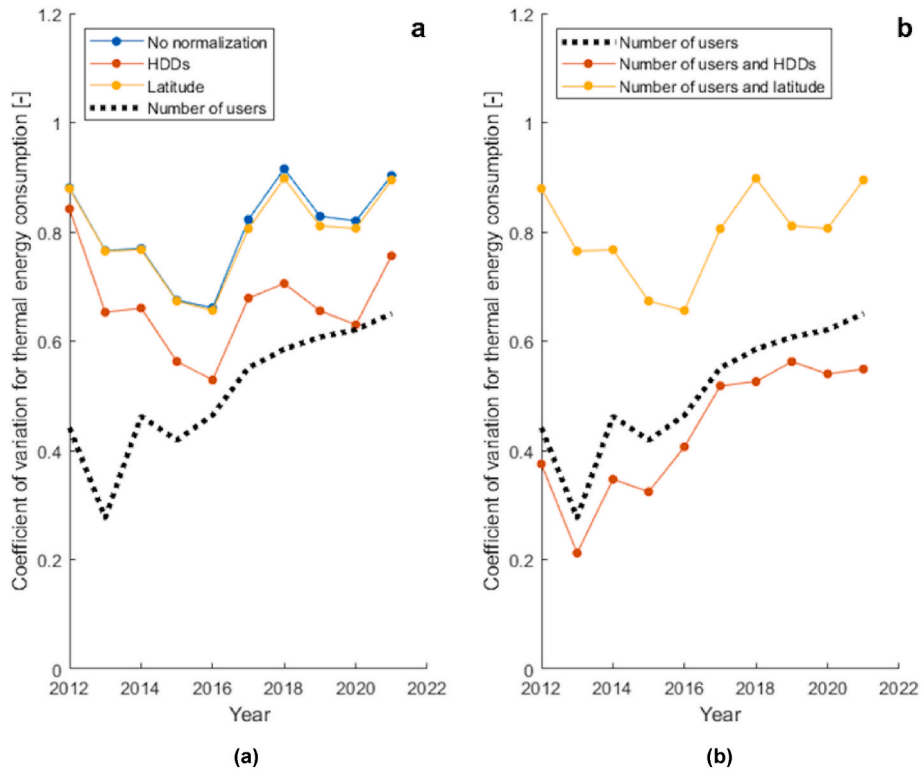 a
No normalization
HDDs
Latitude
Number of users
Coefficient of variation for thermal energy consumption [-]
1.2
1
0.8
0.6
0.4
0.2
0
2012 2014 2016 2018 2020 2022
Year
(a)
b
Number of users
Number of users and HDDs
Number of users and latitude
Coefficient of variation for thermal energy consumption [-]
1.2
1
0.8
0.6
0.4
0.2
0
2012 2014 2016 2018 2020 2022
Year
(b)